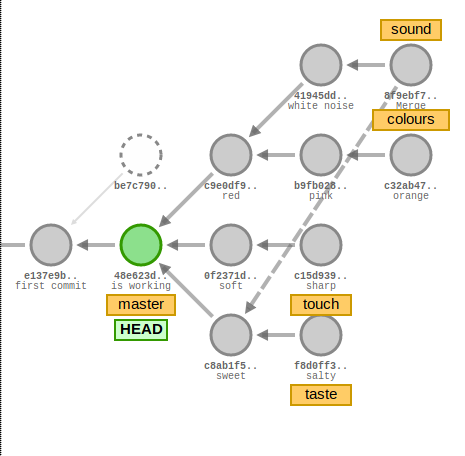 sound
41945dd..
white noise
8f9ebf7..
Merge
colours
be7c790..
c9e0df9..
red
b9fb028..
pink
c32ab47..
orange
e137e9b..
first commit
48e623d..
is working
master
HEAD
0f2371d..
soft
c15d939..
sharp
touch
c8ab1f5..
sweet
f8d0ff3..
salty
taste